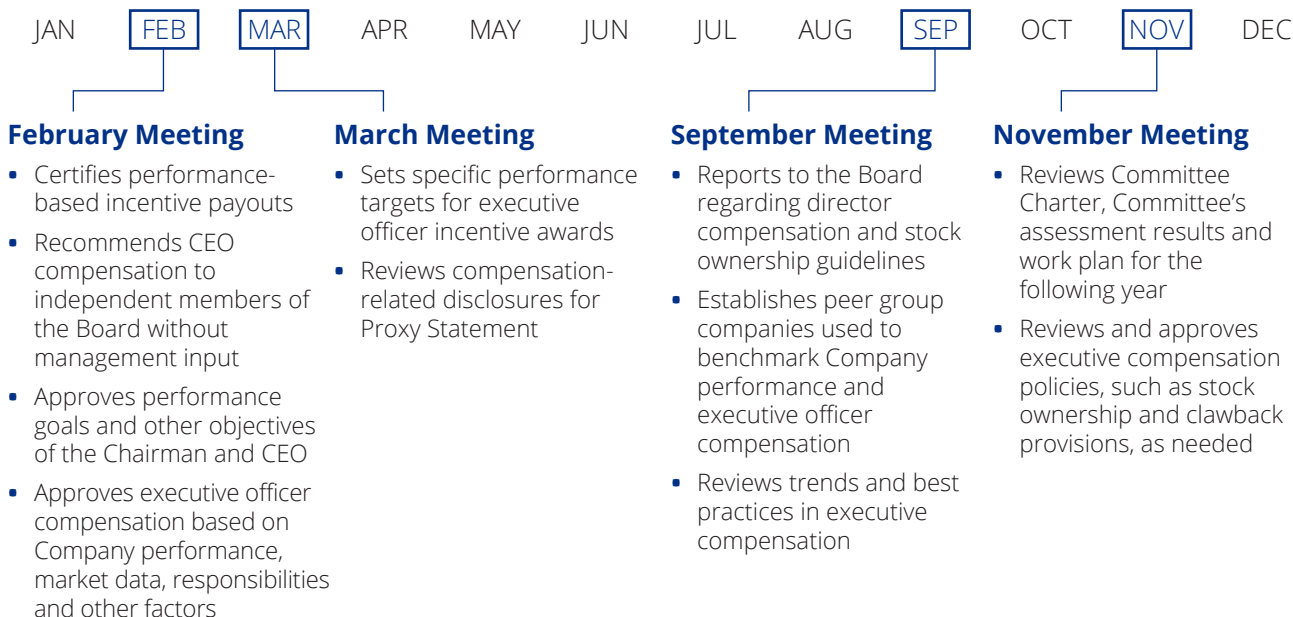 JAN FEB MAR APR MAY JUN JUL AUG SEP OCT NOV DEC
February Meeting
• Certifies performance-
based incentive payouts
• Recommends CEO
compensation to
independent members of
the Board without
management input
• Approves performance
goals and other objectives
of the Chairman and CEO
• Approves executive officer
compensation based on
Company performance,
market data, responsibilities
and other factors
March Meeting
• Sets specific performance
targets for executive
officer incentive awards
• Reviews compensation-
related disclosures for
Proxy Statement
September Meeting
• Reports to the Board
regarding director
compensation and stock
ownership guidelines
• Establishes peer group
companies used to
benchmark Company
performance and
executive officer
compensation
• Reviews trends and best
practices in executive
compensation
November Meeting
• Reviews Committee
Charter, Committee’s
assessment results and
work plan for the
following year
• Reviews and approves
executive compensation
policies, such as stock
ownership and clawback
provisions, as needed